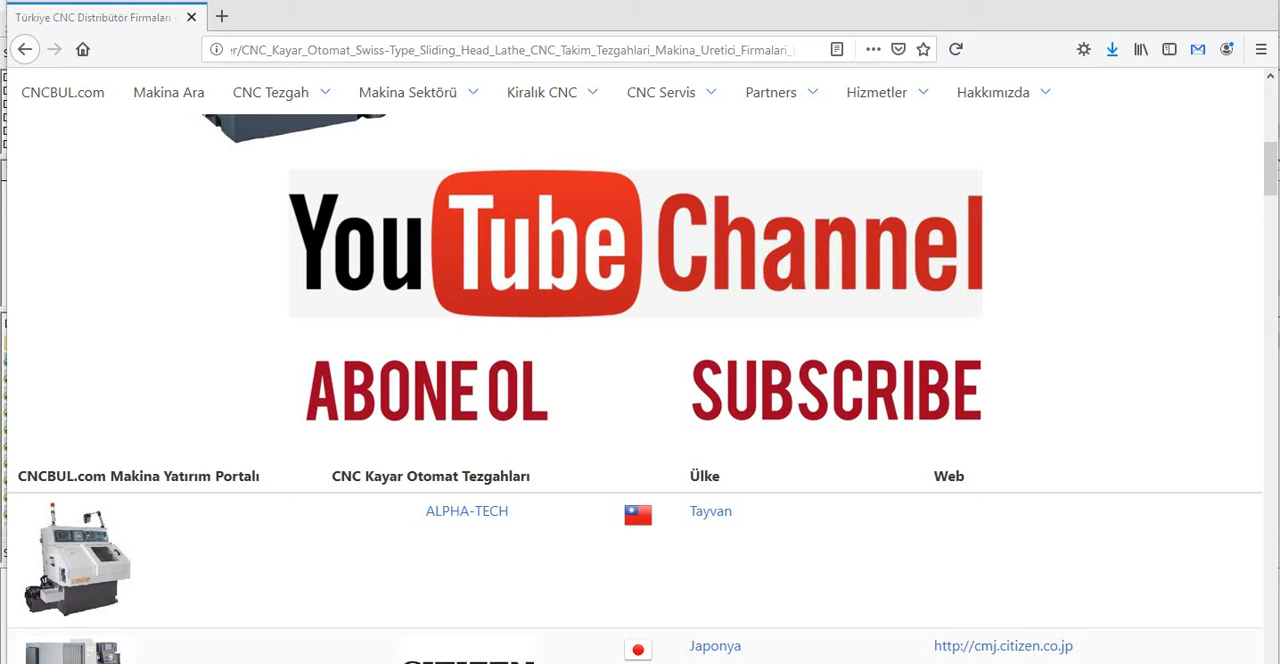 Türkiye CNC Distribütör Firmaları -
er/CNC_Kayar_Otomat_Swiss-Type_Sliding_Head_Lathe_CNC_Takim_Tezgahlari_Makina_Uretici_Firmalari_
CNCBUL.com Makina Ara CNC Tezgah Makina Sektörü Kiralık CNC CNC Servis Partners Hizmetler Hakkımızda
YouTube Channel
ABONE OL SUBSCRIBE
CNCBUL.com Makina Yatırım Portalı CNC Kayar Otomat Tezgahları Ülke Web
ALPHA-TECH Tayvan
Japonya http://cmj.citizen.co.jp
CITIZEN